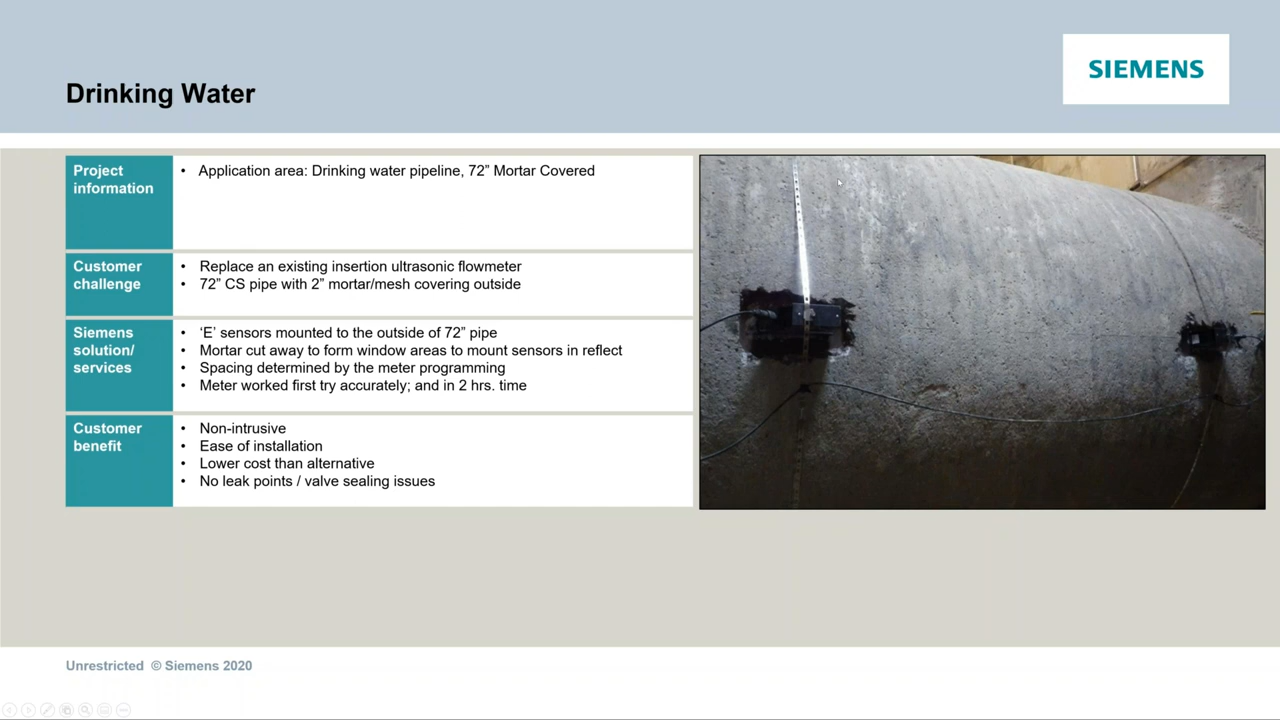 SIEMENS
Drinking Water
Project
information
• Application area: Drinking water pipeline, 72” Mortar Covered
Customer
challenge
• Replace an existing insertion ultrasonic flowmeter
• 72” CS pipe with 2” mortar/mesh covering outside
Siemens
solution/
services
• ‘E’ sensors mounted to the outside of 72” pipe
• Mortar cut away to form window areas to mount sensors in reflect
• Spacing determined by the meter programming
• Meter worked first try accurately; and in 2 hrs. time
Customer
benefit
• Non-intrusive
• Ease of installation
• Lower cost than alternative
• No leak points / valve sealing issues
Unrestricted © Siemens 2020